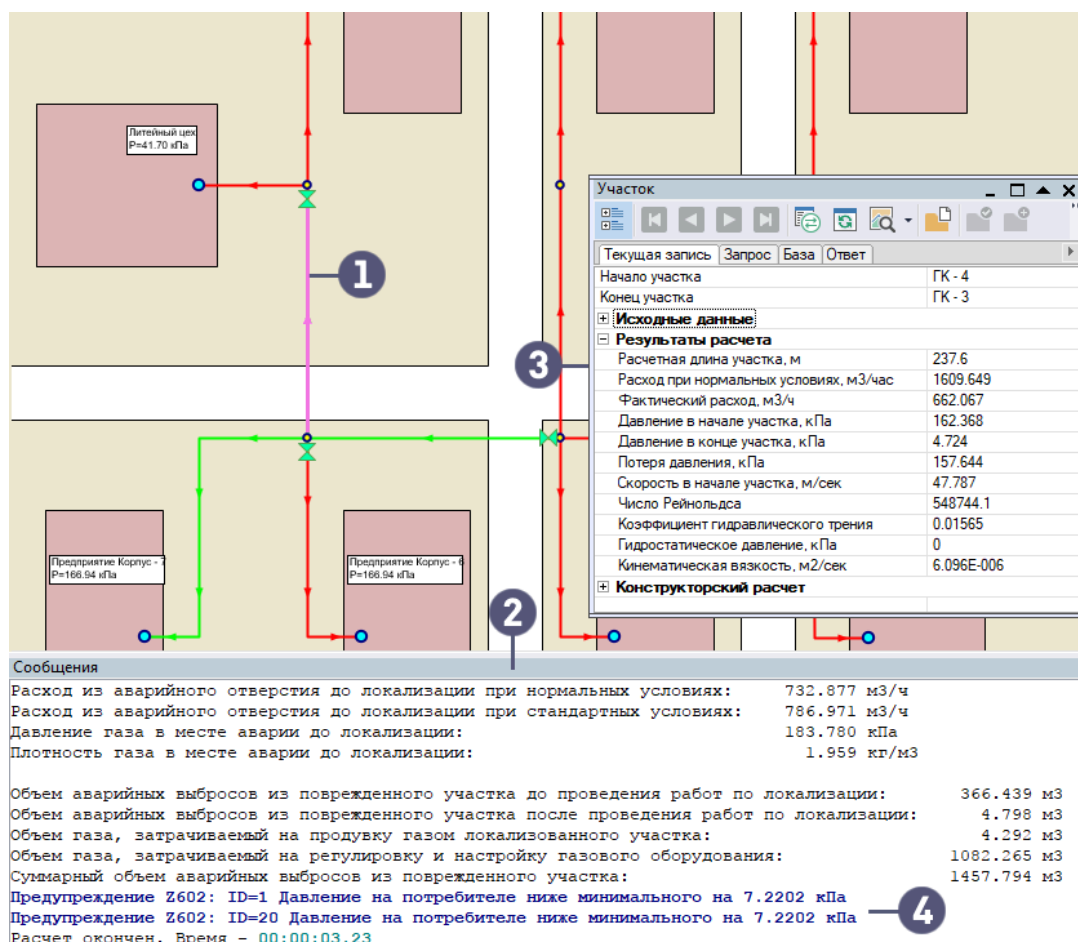 Литейный цех
P=41.70 кПа
1
Участок
Текущая запись Запрос База Ответ
Начало участка ГК - 4
Конец участка ГК - 3
Исходные данные
Результаты расчета
3
Расчетная длина участка, м 237.6
Расход при нормальных условиях, м3/час 1609.649
Фактический расход, м3/ч 662.067
Давление в начале участка, кПа 162.368
Давление в конце участка, кПа 4.724
Потеря давления, кПа 157.644
Скорость в начале участка, м/сек 47.787
Число Рейнольдса 548744.1
Коэффициент гидравлического трения 0.01565
Гидростатическое давление, кПа 0
Кинематическая вязкость, м2/сек 6.096E-006
Конструкторский расчет
Предприятие Корпус - 7
P=166.94 кПа
Предприятие Корпус - 6
P=166.94 кПа
2
Сообщения
Расход из аварийного отверстия до локализации при нормальных условиях: 732.877 м3/ч
Расход из аварийного отверстия до локализации при стандартных условиях: 786.971 м3/ч
Давление газа в месте аварии до локализации: 183.780 кПа
Плотность газа в месте аварии до локализации: 1.959 кг/м3
Объем аварийных выбросов из поврежденного участка до проведения работ по локализации: 366.439 м3
Объем аварийных выбросов из поврежденного участка после проведения работ по локализации: 4.798 м3
Объем газа, затрачиваемый на продувку газом локализованного участка: 4.292 м3
Объем газа, затрачиваемый на регулировку и настройку газового оборудования: 1082.265 м3
Суммарный объем аварийных выбросов из поврежденного участка: 1457.794 м3
Предупреждение Z602: ID=1 Давление на потребителе ниже минимального на 7.2202 кПа
Предупреждение Z602: ID=20 Давление на потребителе ниже минимального на 7.2202 кПа
4
Расчет окончен. Время - 00:00:03.23